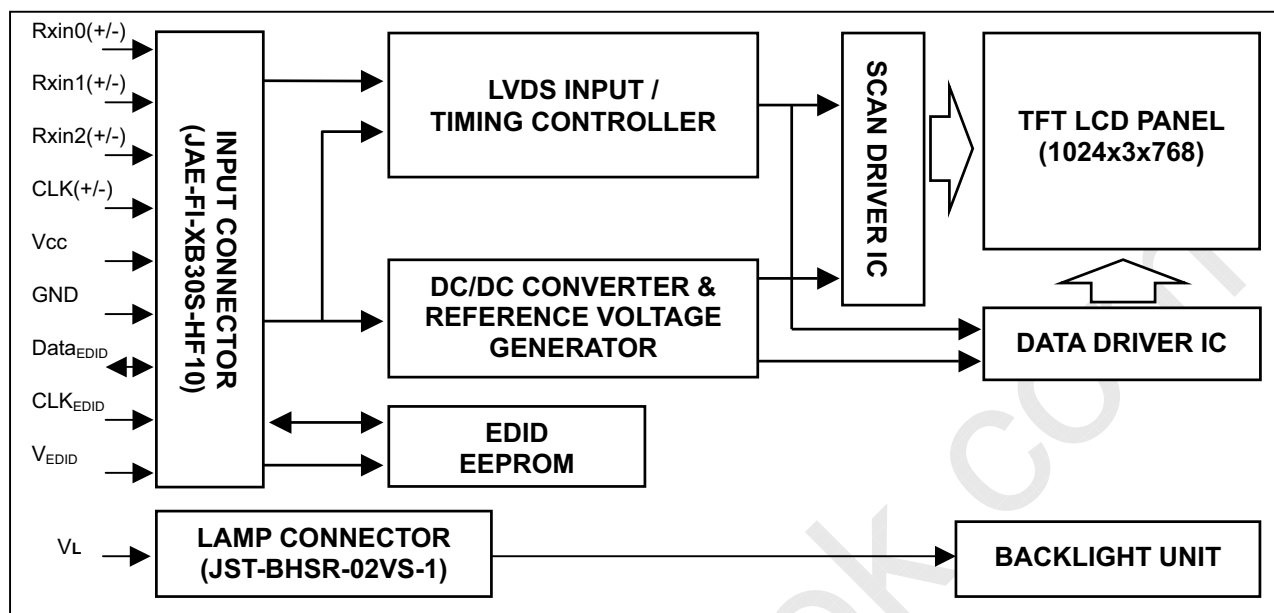 Rxin0(+/-)
Rxin1(+/-)
Rxin2(+/-)
CLK(+/-)
Vcc
GND
DataEDID
CLKEDID
VEDID
VL
INPUT CONNECTOR
(JAE-FI-XB30S-HF10)
LVDS INPUT /
TIMING CONTROLLER
DC/DC CONVERTER &
REFERENCE VOLTAGE
GENERATOR
EDID
EEPROM
SCAN DRIVER IC
TFT LCD PANEL
(1024x3x768)
DATA DRIVER IC
LAMP CONNECTOR
(JST-BHSR-02VS-1)
BACKLIGHT UNIT